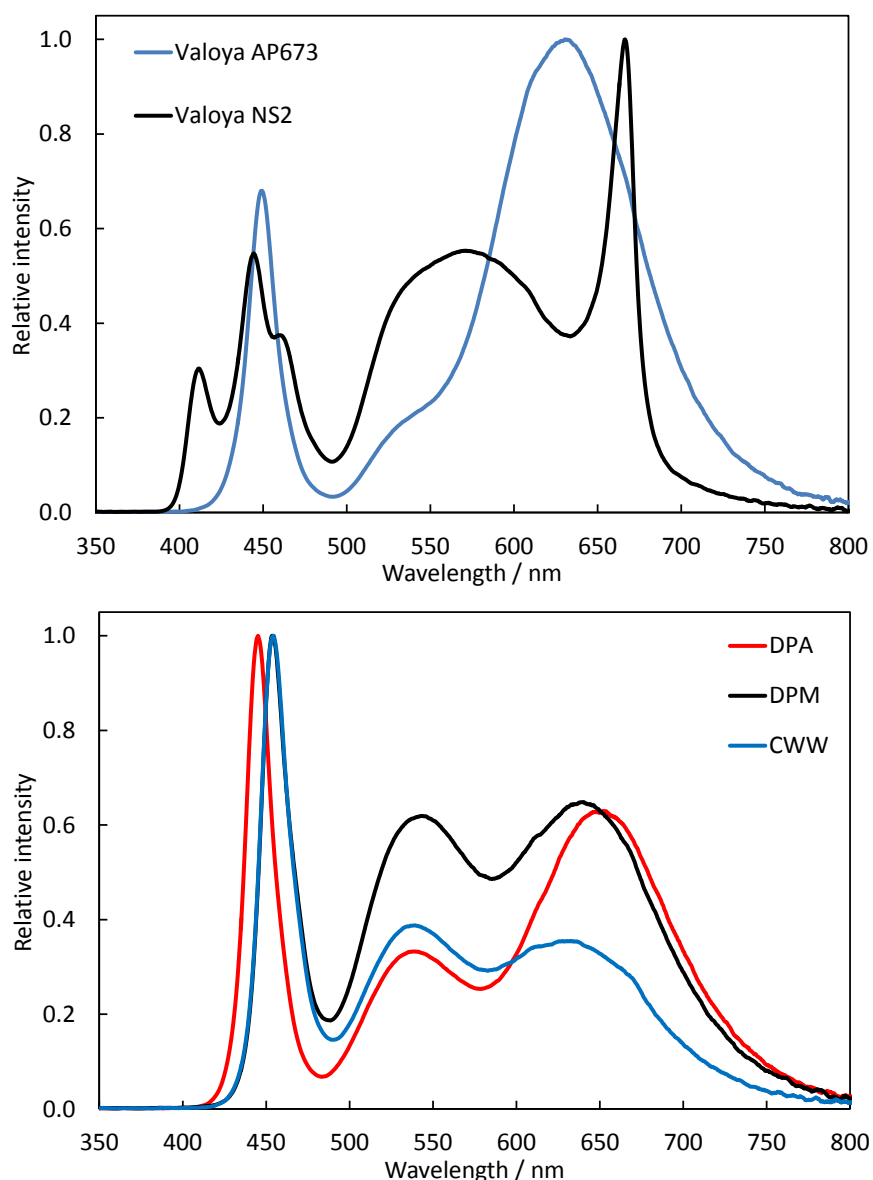 Valoya AP673
Valoya NS2
Relative intensity
1.0
0.8
0.6
0.4
0.2
0.0
350 400 450 500 550 600 650 700 750 800
Wavelength / nm
DPA
DPM
CWW
Relative intensity
1.0
0.8
0.6
0.4
0.2
0.0
350 400 450 500 550 600 650 700 750 800
Wavelength / nm